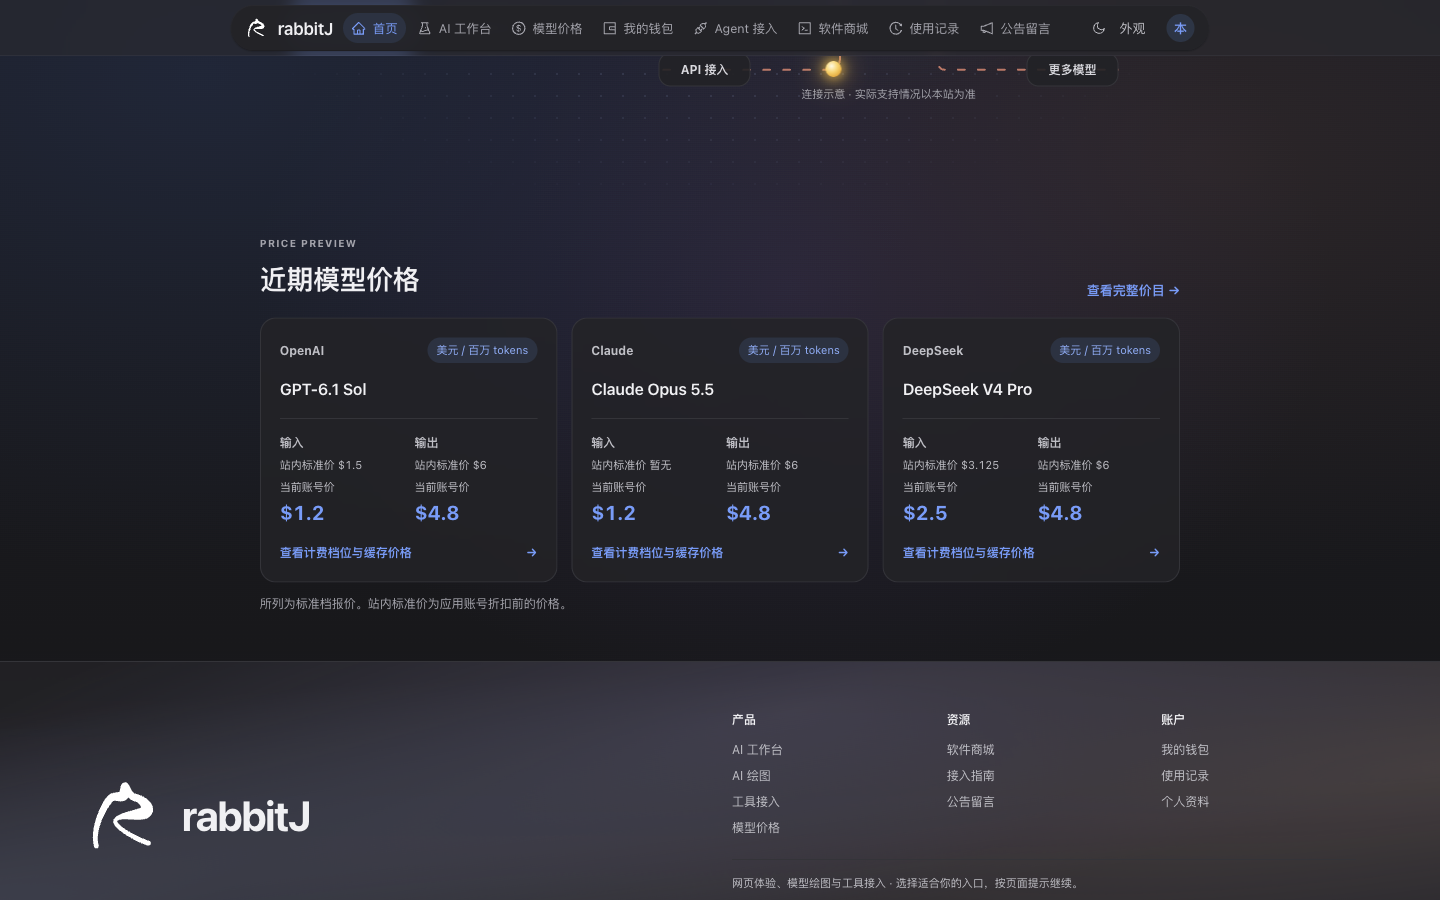 rabbitJ 首页 AI 工作台 模型价格 我的钱包 Agent 接入 软件商城 使用记录 公告留言 外观 本
API 接入 更多模型
连接示意 · 实际支持情况以本站为准
PRICE PREVIEW
近期模型价格
查看完整价目 →
OpenAI 美元 / 百万 tokens
GPT-6.1 Sol
输入 输出
站内标准价 $1.5 站内标准价 $6
当前账号价 当前账号价
$1.2 $4.8
查看计费档位与缓存价格 →
Claude 美元 / 百万 tokens
Claude Opus 5.5
输入 输出
站内标准价 暂无 站内标准价 $6
当前账号价 当前账号价
$1.2 $4.8
查看计费档位与缓存价格 →
DeepSeek 美元 / 百万 tokens
DeepSeek V4 Pro
输入 输出
站内标准价 $3.125 站内标准价 $6
当前账号价 当前账号价
$2.5 $4.8
查看计费档位与缓存价格 →
所列为标准档报价。站内标准价为应用账号折扣前的价格。
rabbitJ
产品
AI 工作台
AI 绘图
工具接入
模型价格
资源
软件商城
接入指南
公告留言
账户
我的钱包
使用记录
个人资料
网页体验、模型绘图与工具接入 · 选择适合你的入口，按页面提示继续。